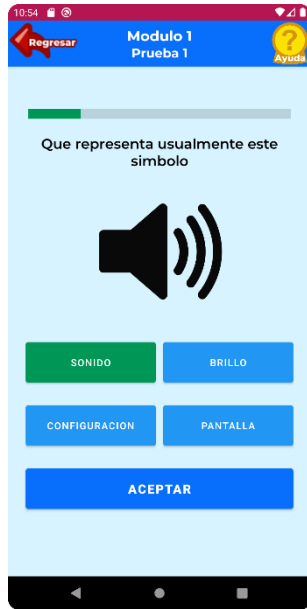 10:54
Regresar
Modulo 1
Prueba 1
?
Ayuda
Que representa usualmente este
simbolo
SONIDO
BRILLO
CONFIGURACION
PANTALLA
ACEPTAR